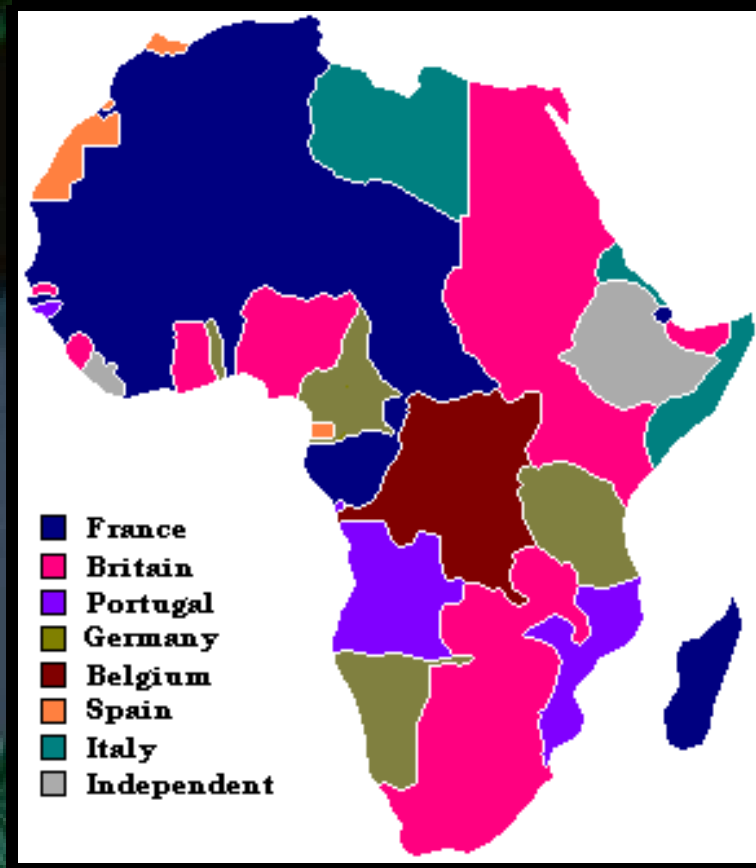 France
Britain
Portugal
Germany
Belgium
Spain
Italy
Independent